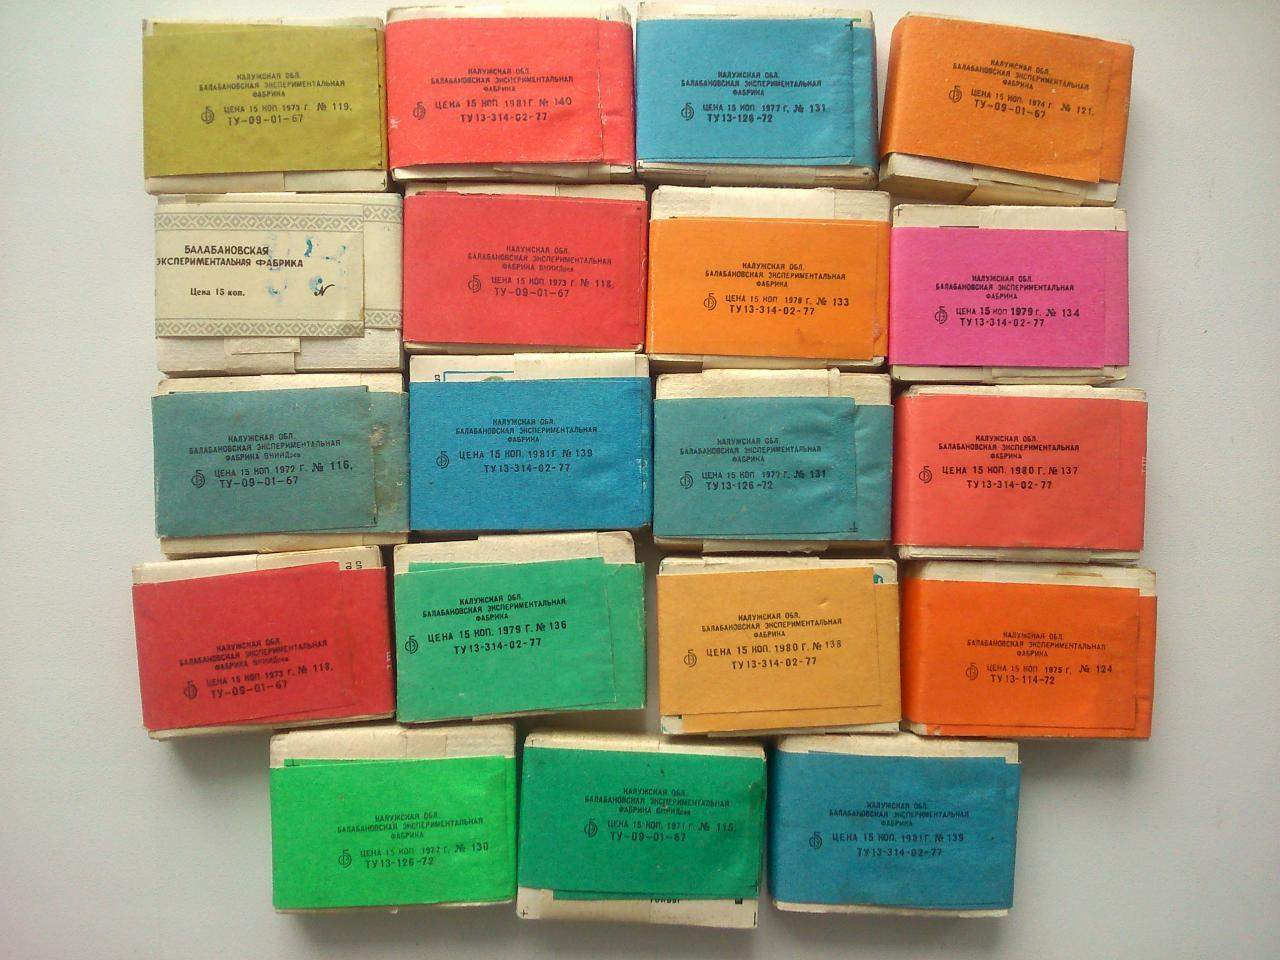 КАЛУЖСКАЯ ОБЛ.
БАЛАБАНОВСКАЯ ЭКСПЕРИМЕНТАЛЬНАЯ
ФАБРИКА
ЦЕНА 15 КОП 1973 Г. № 119.
ТУ-09-01-67
КАЛУЖСКАЯ ОБЛ.
БАЛАБАНОВСКАЯ ЭКСПЕРИМЕНТАЛЬНАЯ
ФАБРИКА
ЦЕНА 15 КОП 1981Г № 140
ТУ13-314-02-77
КАЛУЖСКАЯ ОБЛ.
БАЛАБАНОВСКАЯ ЭКСПЕРИМЕНТАЛЬНАЯ
ФАБРИКА
ЦЕНА 15 КОП 1977 Г. № 131
ТУ13-126-72
КАЛУЖСКАЯ ОБЛ.
БАЛАБАНОВСКАЯ ЭКСПЕРИМЕНТАЛЬНАЯ
ФАБРИКА
ЦЕНА 15 КОП 1974 Г. № 121.
ТУ-09-01-67
БАЛАБАНОВСКАЯ
ЭКСПЕРИМЕНТАЛЬНАЯ ФАБРИКА
Цена 15 коп. N
КАЛУЖСКАЯ ОБЛ.
БАЛАБАНОВСКАЯ ЭКСПЕРИМЕНТАЛЬНАЯ
ФАБРИКА ВНИИДрев
ЦЕНА 15 КОП 1973 Г. № 118.
ТУ-09-01-67
КАЛУЖСКАЯ ОБЛ.
БАЛАБАНОВСКАЯ ЭКСПЕРИМЕНТАЛЬНАЯ
ФАБРИКА
ЦЕНА 15 КОП 1978 Г. № 133
ТУ13-314-02-77
КАЛУЖСКАЯ ОБЛ.
БАЛАБАНОВСКАЯ ЭКСПЕРИМЕНТАЛЬНАЯ
ФАБРИКА
ЦЕНА 15 КОП 1979 Г. № 134
ТУ13-314-02-77
КАЛУЖСКАЯ ОБЛ.
БАЛАБАНОВСКАЯ ЭКСПЕРИМЕНТАЛЬНАЯ
ФАБРИКА ВНИИДрев
ЦЕНА 15 КОП. 1972 Г. № 116.
ТУ-09-01-67
КАЛУЖСКАЯ ОБЛ.
БАЛАБАНОВСКАЯ ЭКСПЕРИМЕНТАЛЬНАЯ
ФАБРИКА
ЦЕНА 15 КОП 1981Г. № 139
ТУ13-314-02-77
КАЛУЖСКАЯ ОБЛ.
БАЛАБАНОВСКАЯ ЭКСПЕРИМЕНТАЛЬНАЯ
ФАБРИКА
ЦЕНА 15 КОП 1977 Г. № 131
ТУ13-126-72
КАЛУЖСКАЯ ОБЛ.
БАЛАБАНОВСКАЯ ЭКСПЕРИМЕНТАЛЬНАЯ
ФАБРИКА
ЦЕНА 15 КОП 1980 Г. № 137
ТУ13-314-02-77
КАЛУЖСКАЯ ОБЛ.
БАЛАБАНОВСКАЯ ЭКСПЕРИМЕНТАЛЬНАЯ
ФАБРИКА ВНИИДрев
ЦЕНА 15 КОП 1973 Г. № 118.
ТУ-09-01-67
КАЛУЖСКАЯ ОБЛ.
БАЛАБАНОВСКАЯ ЭКСПЕРИМЕНТАЛЬНАЯ
ФАБРИКА
ЦЕНА 15 КОП. 1979 Г. № 136
ТУ13-314-02-77
КАЛУЖСКАЯ ОБЛ.
БАЛАБАНОВСКАЯ ЭКСПЕРИМЕНТАЛЬНАЯ
ФАБРИКА
ЦЕНА 15 КОП. 1980 Г. № 138
ТУ13-314-02-77
КАЛУЖСКАЯ ОБЛ.
БАЛАБАНОВСКАЯ ЭКСПЕРИМЕНТАЛЬНАЯ
ФАБРИКА
ЦЕНА 15 КОП 1975 Г. № 124
ТУ13-114-72
КАЛУЖСКАЯ ОБЛ.
БАЛАБАНОВСКАЯ ЭКСПЕРИМЕНТАЛЬНАЯ
ФАБРИКА
ЦЕНА 15 КОП 1977 Г. № 130
ТУ13-126-72
КАЛУЖСКАЯ ОБЛ.
БАЛАБАНОВСКАЯ ЭКСПЕРИМЕНТАЛЬНАЯ
ФАБРИКА ВНИИДрев
ЦЕНА 15 КОП. 1971 Г. № 115.
ТУ-09-01-67
КАЛУЖСКАЯ ОБЛ.
БАЛАБАНОВСКАЯ ЭКСПЕРИМЕНТАЛЬНАЯ
ФАБРИКА
ЦЕНА 15 КОП 1981Г. № 139
ТУ13-314-02-77